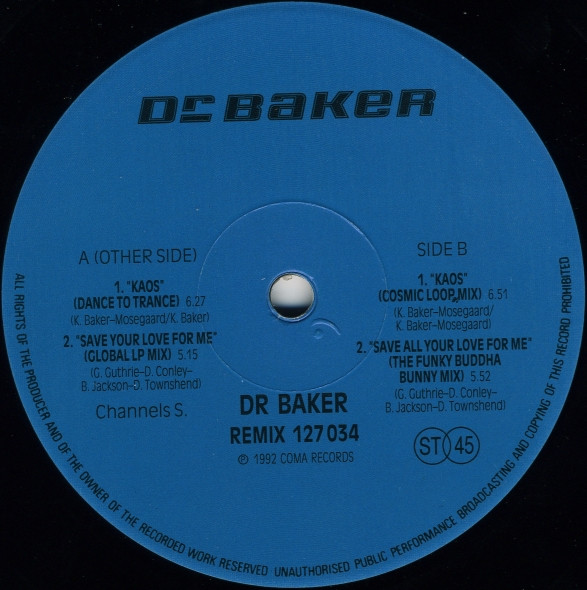 Dr BaKeR
A (OTHER SIDE)
1. "KAOS"
(DANCE TO TRANCE) 6.27
(K. Baker–Mosegaard/K. Baker)
2. "SAVE YOUR LOVE FOR ME"
(GLOBAL LP MIX) 5.15
(G. Guthrie–D. Conley–
B. Jackson–D. Townshend)
Channels S.
SIDE B
1. "KAOS"
(COSMIC LOOP MIX) 6.51
(K. Baker–Mosegaard/
K. Baker–Mosegaard)
2. "SAVE ALL YOUR LOVE FOR ME"
(THE FUNKY BUDDHA
BUNNY MIX) 5.52
(G. Guthrie–D. Conley–
B. Jackson–D. Townshend)
ST 45
DR BAKER
REMIX 127 034
℗ 1992 COMA RECORDS
ALL RIGHTS OF THE PRODUCER AND OF THE OWNER OF THE RECORDED WORK RESERVED UNAUTHORISED PUBLIC PERFORMANCE BROADCASTING AND COPYING OF THIS RECORD PROHIBITED